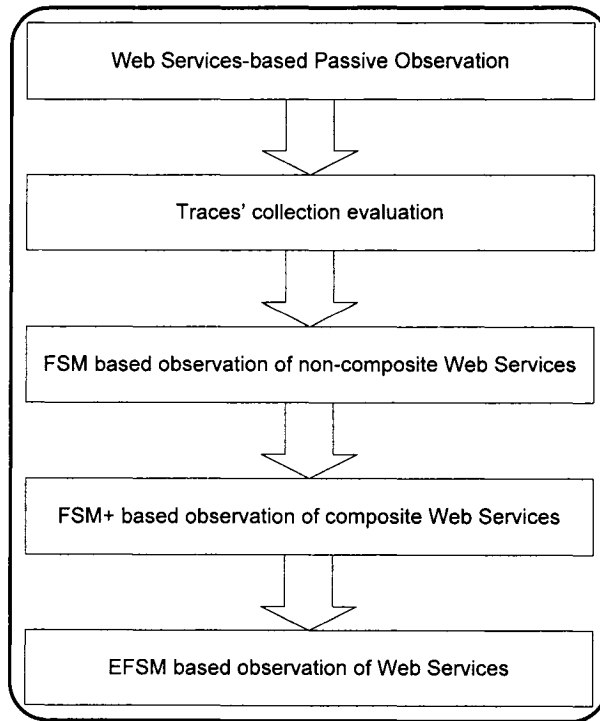 Web Services-based Passive Observation
Traces' collection evaluation
FSM based observation of non-composite Web Services
FSM+ based observation of composite Web Services
EFSM based observation of Web Services